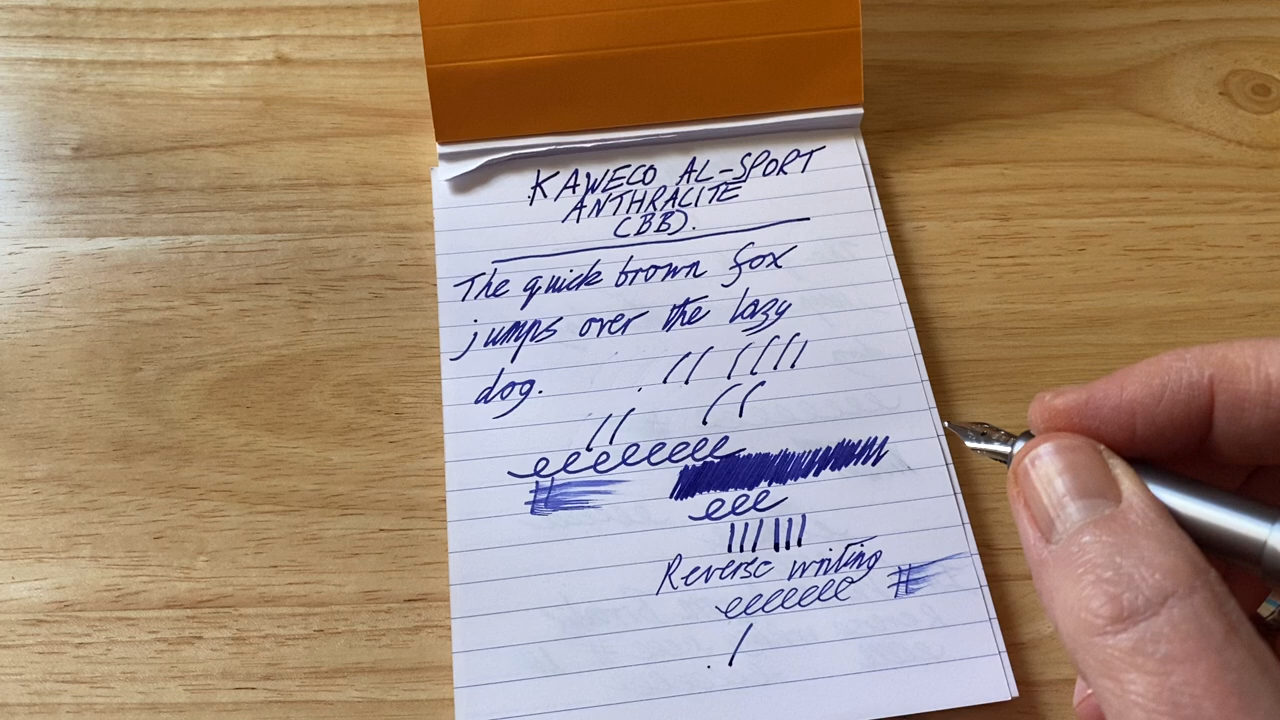 KAWECO AL-SPORT
ANTHRACITE
(BB).
The quick brown fox
jumps over the lazy
dog.
Reverse writing